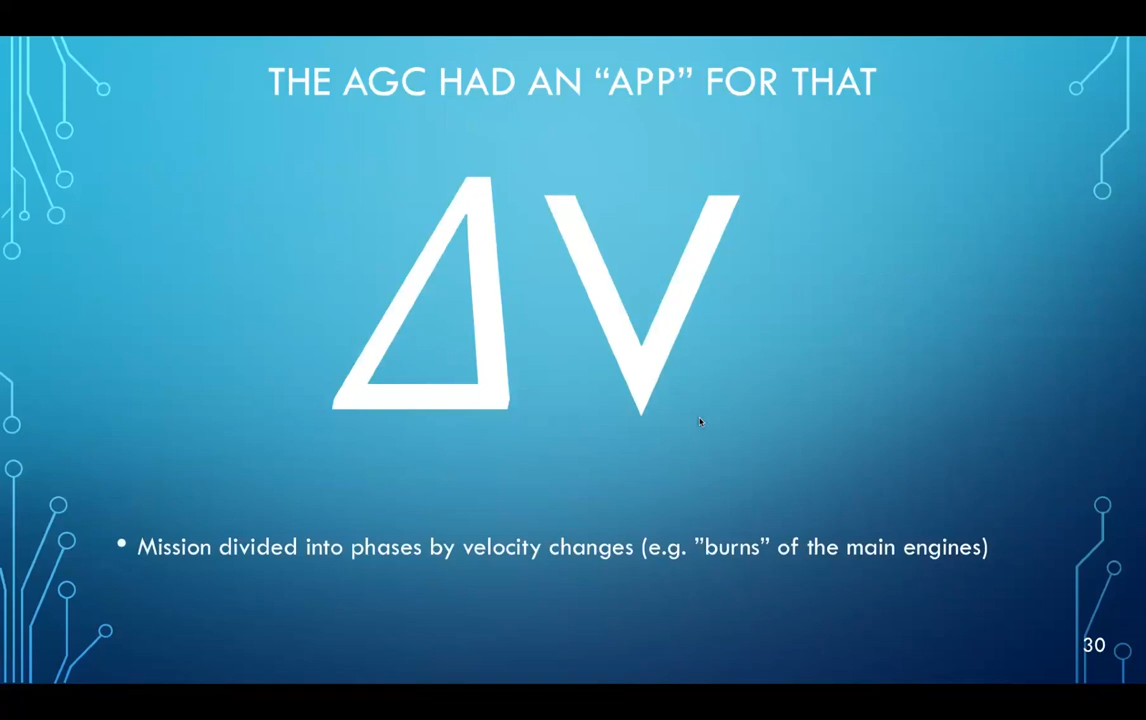 THE AGC HAD AN “APP” FOR THAT
Δ V
• Mission divided into phases by velocity changes (e.g. ”burns” of the main engines)
30